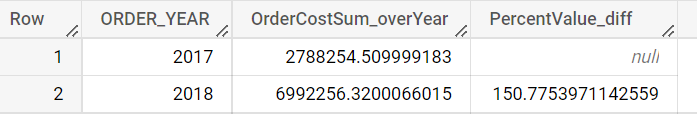 Row ORDER_YEAR OrderCostSum_overYear PercentValue_diff
1 2017 2788254.509999183 null
2 2018 6992256.3200066015 150.7753971142559